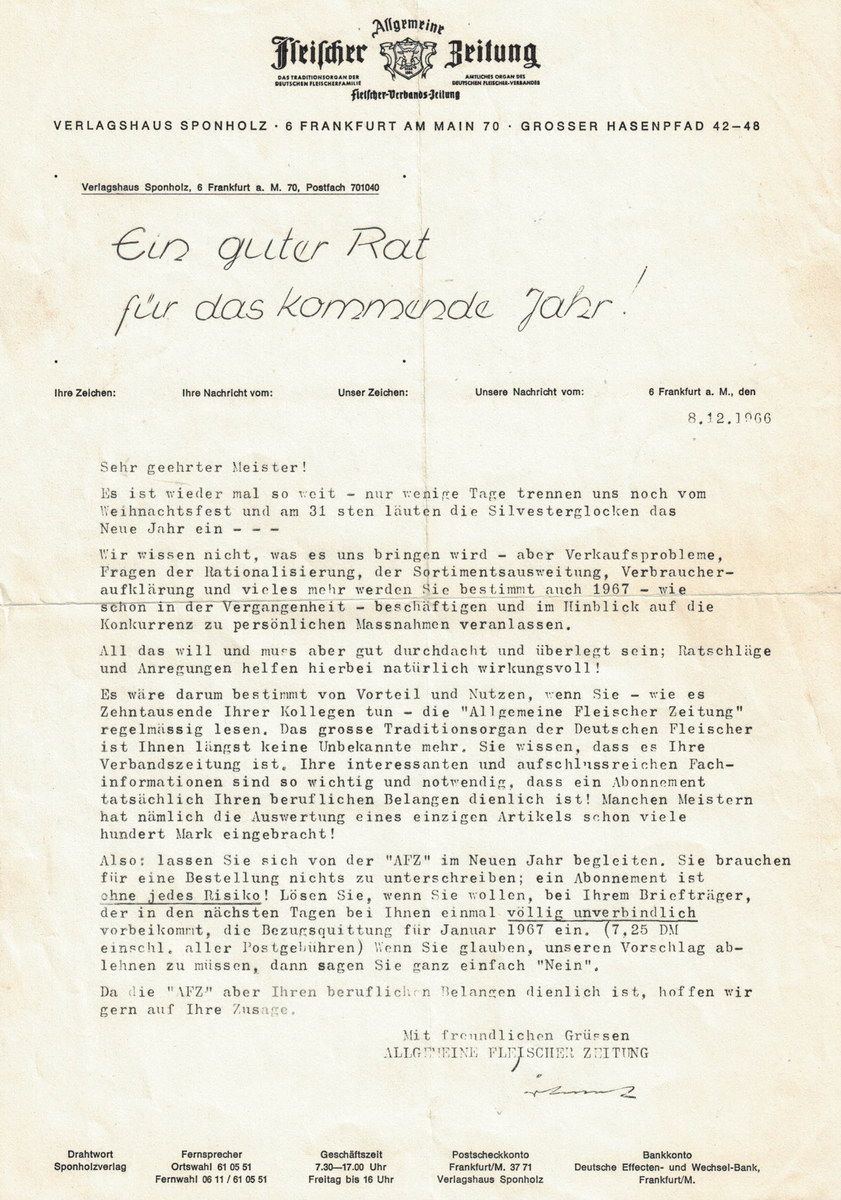 Allgemeine
Fleischer Zeitung
DAS TRADITIONSORGAN DER
DEUTSCHEN FLEISCHERFAMILIE
AMTLICHES ORGAN DES
DEUTSCHEN FLEISCHER-VERBANDES
Fleischer-Verbands-Zeitung
VERLAGSHAUS SPONHOLZ · 6 FRANKFURT AM MAIN 70 · GROSSER HASENPFAD 42–48
Verlagshaus Sponholz, 6 Frankfurt a. M. 70, Postfach 701040
Ein guter Rat
für das kommende Jahr!
Ihre Zeichen: Ihre Nachricht vom: Unser Zeichen: Unsere Nachricht vom: 6 Frankfurt a. M., den
8.12.1966
Sehr geehrter Meister!
Es ist wieder mal so weit - nur wenige Tage trennen uns noch vom
Weihnachtsfest und am 31 sten läuten die Silvesterglocken das
Neue Jahr ein - - -
Wir wissen nicht, was es uns bringen wird - aber Verkaufsprobleme,
Fragen der Rationalisierung, der Sortimentsausweitung, Verbraucher-
aufklärung und vieles mehr werden Sie bestimmt auch 1967 - wie
schon in der Vergangenheit - beschäftigen und im Hinblick auf die
Konkurrenz zu persönlichen Massnahmen veranlassen.
All das will und muss aber gut durchdacht und überlegt sein; Ratschläge
und Anregungen helfen hierbei natürlich wirkungsvoll!
Es wäre darum bestimmt von Vorteil und Nutzen, wenn Sie - wie es
Zehntausende Ihrer Kollegen tun - die "Allgemeine Fleischer Zeitung"
regelmässig lesen. Das grosse Traditionsorgan der Deutschen Fleischer
ist Ihnen längst keine Unbekannte mehr. Sie wissen, dass es Ihre
Verbandszeitung ist. Ihre interessanten und aufschlussreichen Fach-
informationen sind so wichtig und notwendig, dass ein Abonnement
tatsächlich Ihren beruflichen Belangen dienlich ist! Manchen Meistern
hat nämlich die Auswertung eines einzigen Artikels schon viele
hundert Mark eingebracht!
Also: lassen Sie sich von der "AFZ" im Neuen Jahr begleiten. Sie brauchen
für eine Bestellung nichts zu unterschreiben; ein Abonnement ist
ohne jedes Risiko! Lösen Sie, wenn Sie wollen, bei Ihrem Briefträger,
der in den nächsten Tagen bei Ihnen einmal völlig unverbindlich
vorbeikommt, die Bezugsquittung für Januar 1967 ein. (7,25 DM
einschl. aller Postgebühren) Wenn Sie glauben, unseren Vorschlag ab-
lehnen zu müssen, dann sagen Sie ganz einfach "Nein".
Da die "AFZ" aber Ihren beruflichen Belangen dienlich ist, hoffen wir
gern auf Ihre Zusage.
Mit freundlichen Grüssen
ALLGEMEINE FLEISCHER ZEITUNG
Drahtwort Fernsprecher Geschäftszeit Postscheckkonto Bankkonto
Sponholzverlag Ortswahl 61 05 51 7.30—17.00 Uhr Frankfurt/M. 37 71 Deutsche Effecten- und Wechsel-Bank,
Fernwahl 06 11 / 61 05 51 Freitag bis 16 Uhr Verlagshaus Sponholz Frankfurt/M.